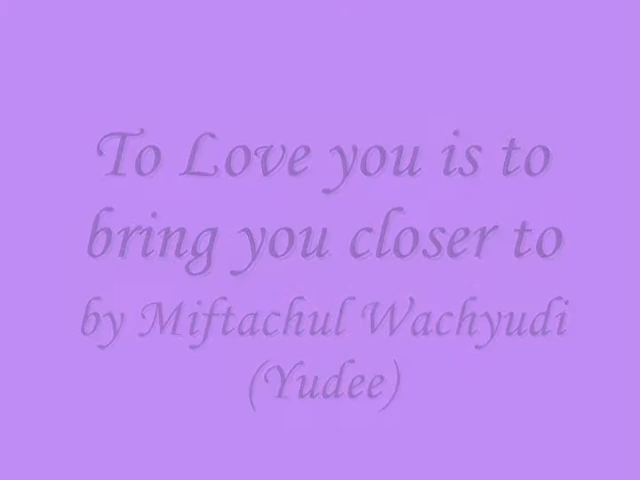 To Love you is to
bring you closer to
by Miftachul Wachyudi
(Yudee)